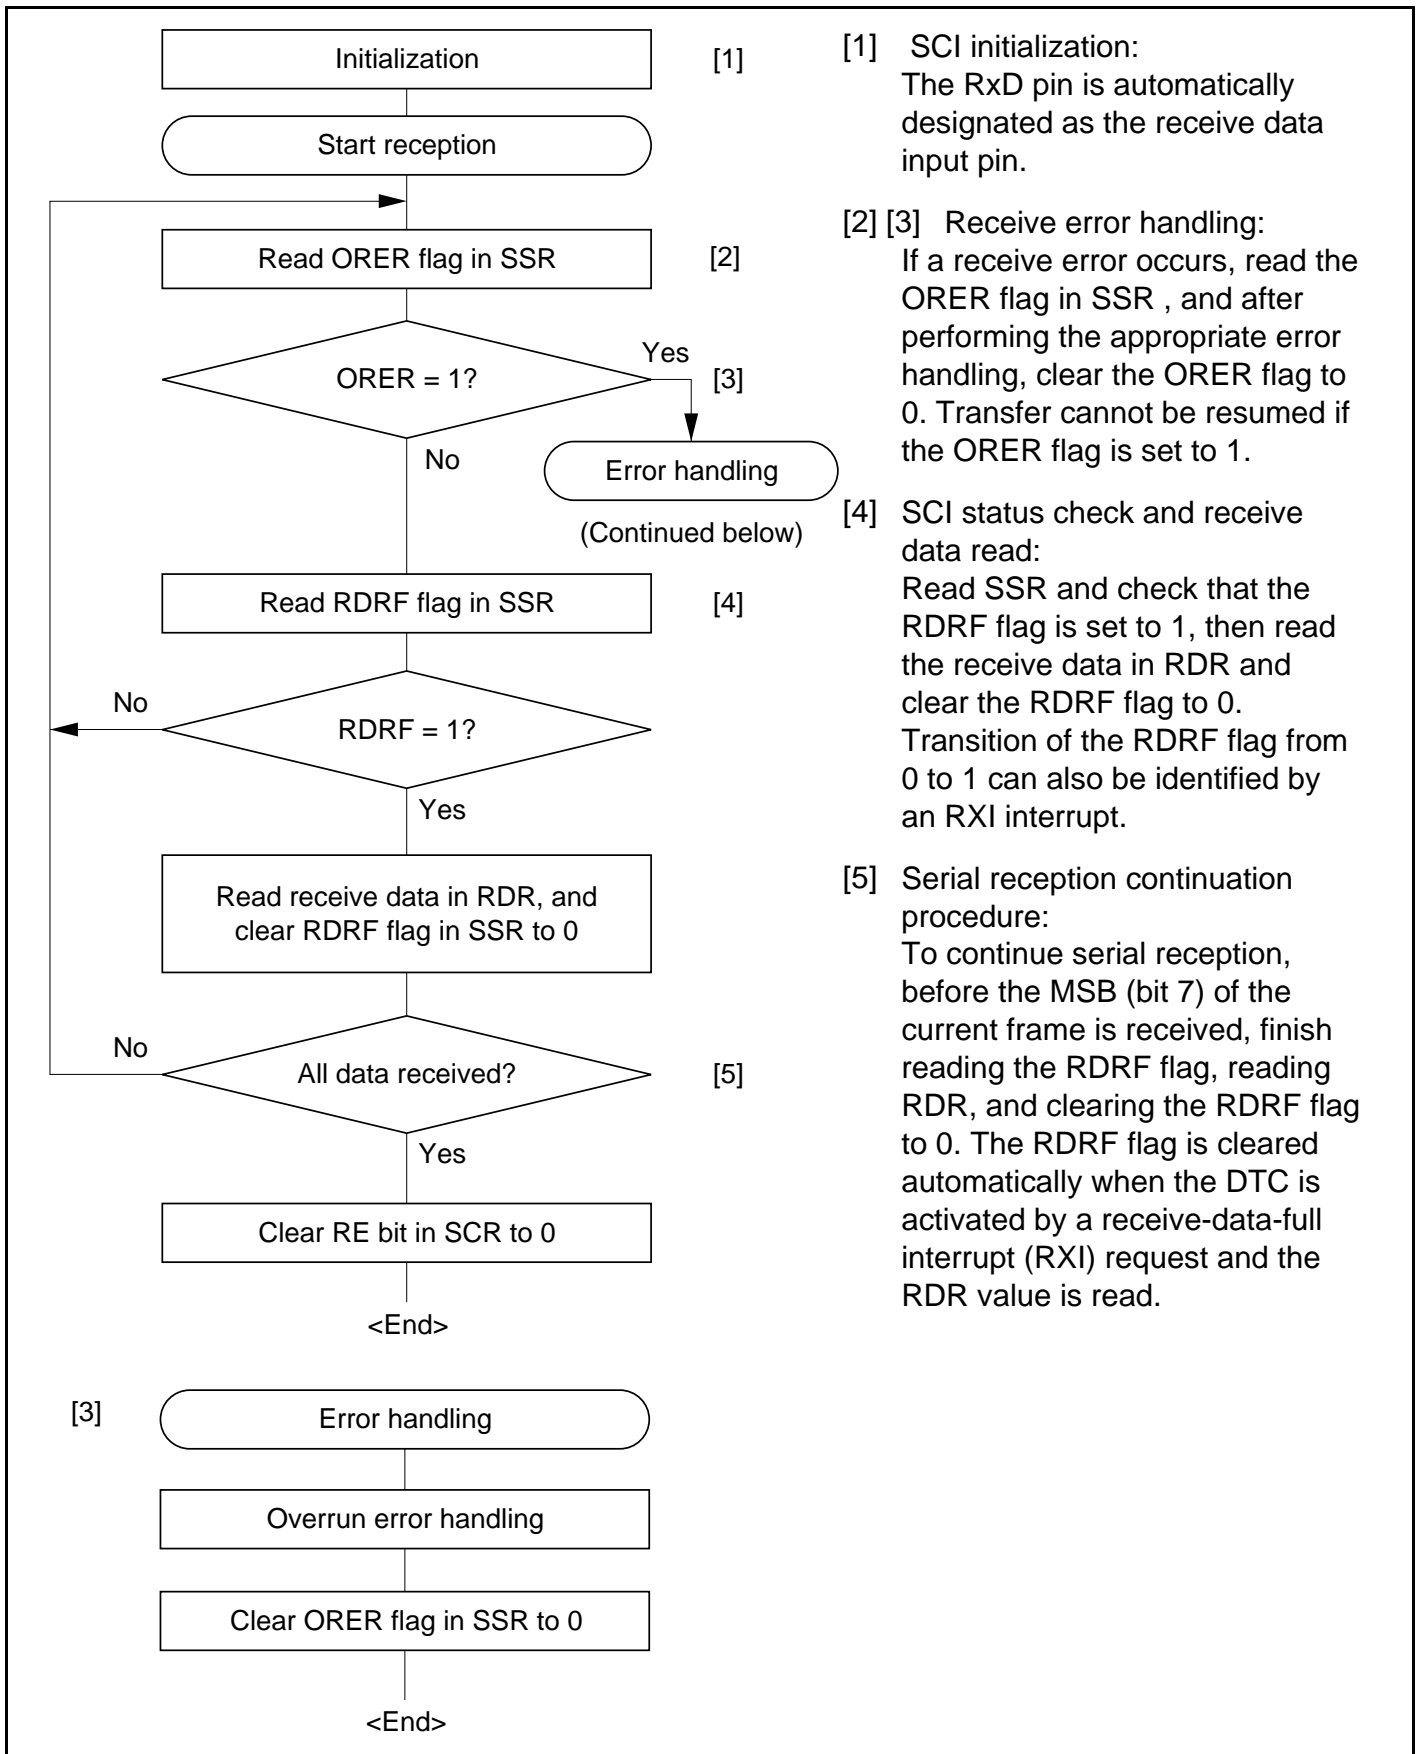 Initialization
[1]
Start reception
Read ORER flag in SSR
[2]
ORER = 1?
Yes
[3]
No
Error handling
(Continued below)
Read RDRF flag in SSR
[4]
No
RDRF = 1?
Yes
Read receive data in RDR, and
clear RDRF flag in SSR to 0
No
All data received?
[5]
Yes
Clear RE bit in SCR to 0
<End>
[3]
Error handling
Overrun error handling
Clear ORER flag in SSR to 0
<End>
[1] SCI initialization:
The RxD pin is automatically
designated as the receive data
input pin.
[2] [3] Receive error handling:
If a receive error occurs, read the
ORER flag in SSR , and after
performing the appropriate error
handling, clear the ORER flag to
0. Transfer cannot be resumed if
the ORER flag is set to 1.
[4] SCI status check and receive
data read:
Read SSR and check that the
RDRF flag is set to 1, then read
the receive data in RDR and
clear the RDRF flag to 0.
Transition of the RDRF flag from
0 to 1 can also be identified by
an RXI interrupt.
[5] Serial reception continuation
procedure:
To continue serial reception,
before the MSB (bit 7) of the
current frame is received, finish
reading the RDRF flag, reading
RDR, and clearing the RDRF flag
to 0. The RDRF flag is cleared
automatically when the DTC is
activated by a receive-data-full
interrupt (RXI) request and the
RDR value is read.